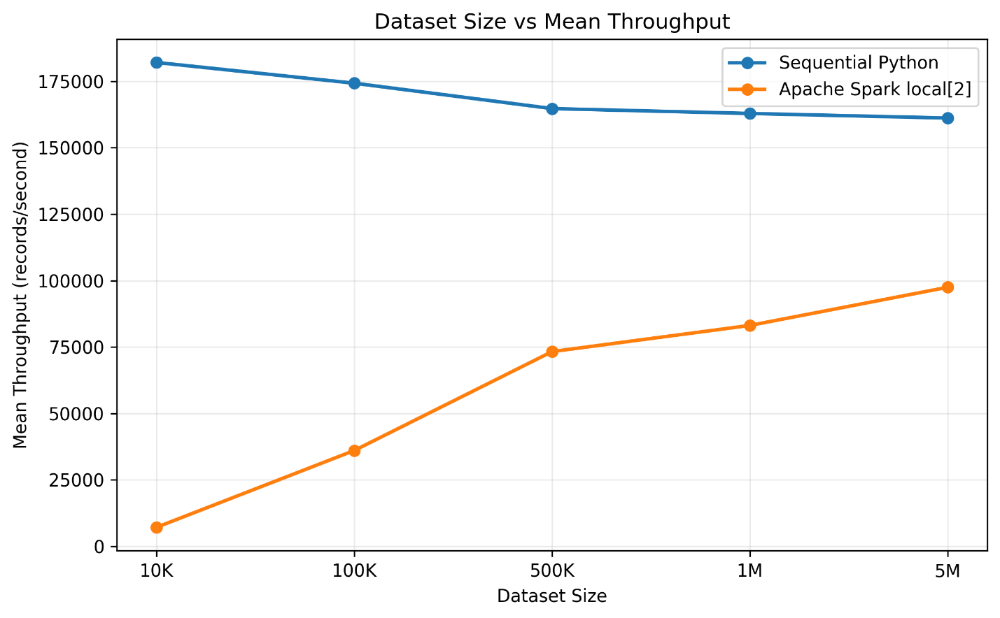 Dataset Size vs Mean Throughput
Sequential Python
Apache Spark local[2]
Mean Throughput (records/second)
175000
150000
125000
100000
75000
50000
25000
0
10K 100K 500K 1M 5M
Dataset Size